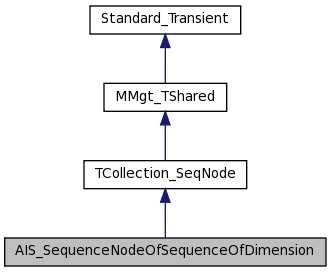 Standard_Transient
MMgt_TShared
TCollection_SeqNode
AIS_SequenceNodeOfSequenceOfDimension